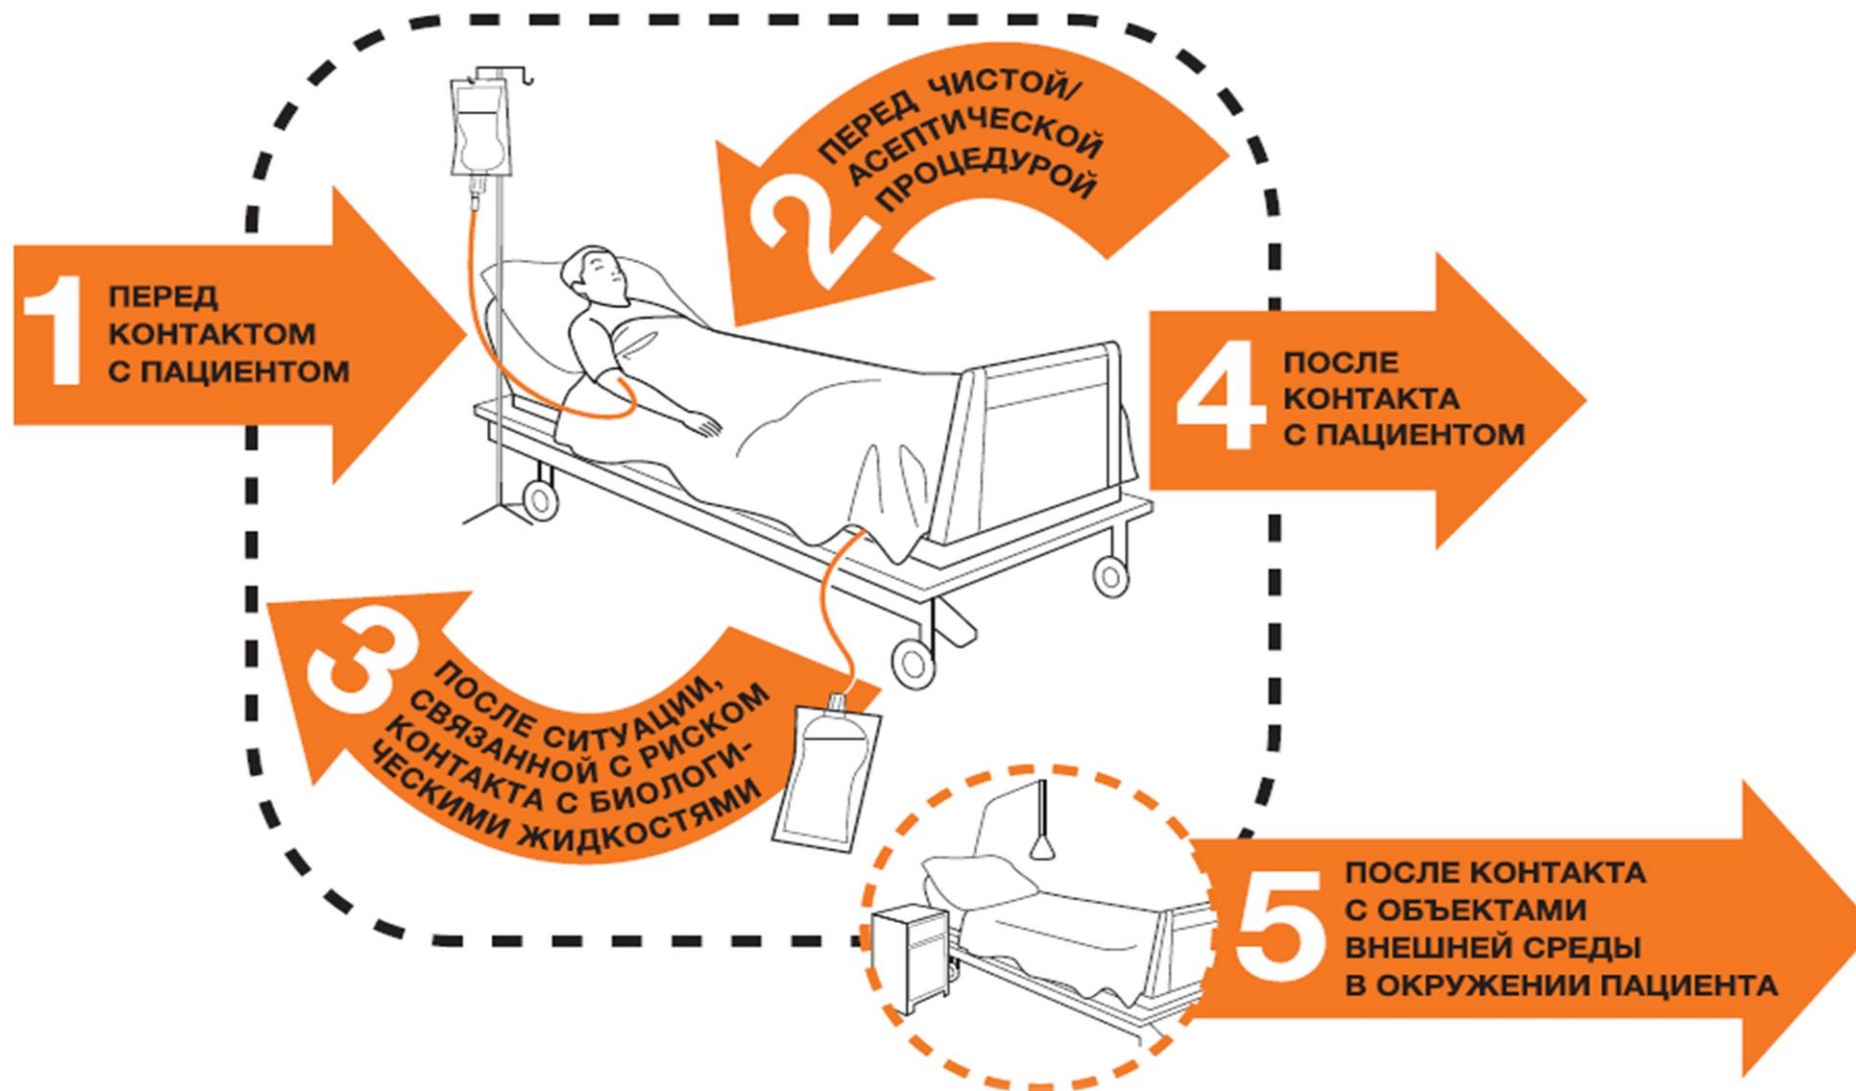 1
ПЕРЕД
КОНТАКТОМ
С ПАЦИЕНТОМ
2
ПЕРЕД ЧИСТОЙ/
АСЕПТИЧЕСКОЙ
ПРОЦЕДУРОЙ
3
ПОСЛЕ СИТУАЦИИ,
СВЯЗАННОЙ С РИСКОМ
КОНТАКТА С БИОЛОГИ-
ЧЕСКИМИ ЖИДКОСТЯМИ
4
ПОСЛЕ
КОНТАКТА
С ПАЦИЕНТОМ
5
ПОСЛЕ КОНТАКТА
С ОБЪЕКТАМИ
ВНЕШНЕЙ СРЕДЫ
В ОКРУЖЕНИИ ПАЦИЕНТА